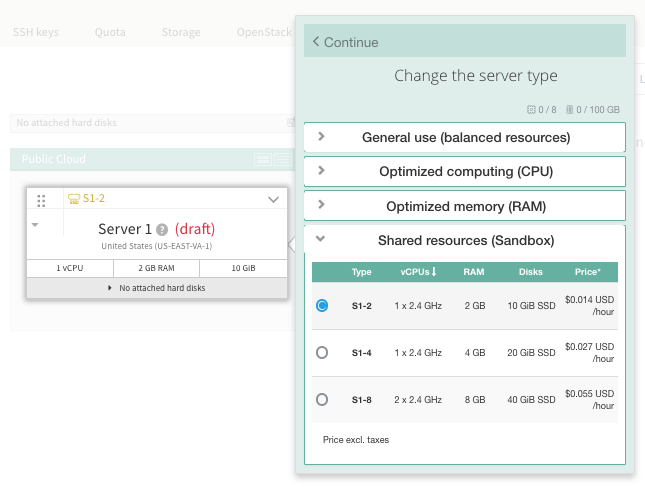 SSH keys Quota Storage OpenStack
Continue
Change the server type
0 / 8 0 / 100 GB
No attached hard disks
General use (balanced resources)
Public Cloud
Optimized computing (CPU)
S1-2
Optimized memory (RAM)
Server 1 ? (draft)
United States (US-EAST-VA-1)
1 vCPU 2 GB RAM 10 GiB
No attached hard disks
Shared resources (Sandbox)
Type vCPUs RAM Disks Price*
S1-2 1 x 2.4 GHz 2 GB 10 GiB SSD $0.014 USD
/hour
S1-4 1 x 2.4 GHz 4 GB 20 GiB SSD $0.027 USD
/hour
S1-8 2 x 2.4 GHz 8 GB 40 GiB SSD $0.055 USD
/hour
Price excl. taxes